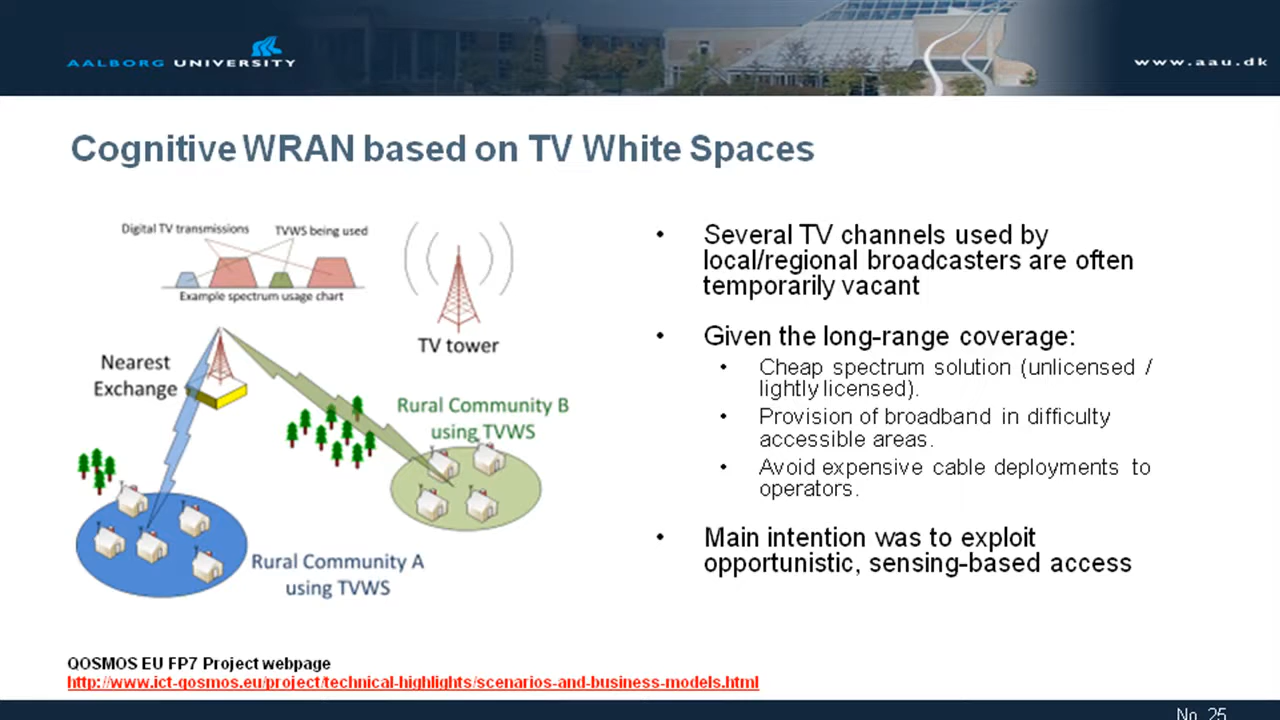 AALBORG UNIVERSITY
www.aau.dk
Cognitive WRAN based on TV White Spaces
Digital TV transmissions
TVWS being used
Example spectrum usage chart
TV tower
Nearest
Exchange
Rural Community B
using TVWS
Rural Community A
using TVWS
• Several TV channels used by
local/regional broadcasters are often
temporarily vacant
• Given the long-range coverage:
• Cheap spectrum solution (unlicensed /
lightly licensed).
• Provision of broadband in difficulty
accessible areas.
• Avoid expensive cable deployments to
operators.
• Main intention was to exploit
opportunistic, sensing-based access
QOSMOS EU FP7 Project webpage
http://www.ict-qosmos.eu/project/technical-highlights/scenarios-and-business-models.html
No. 25